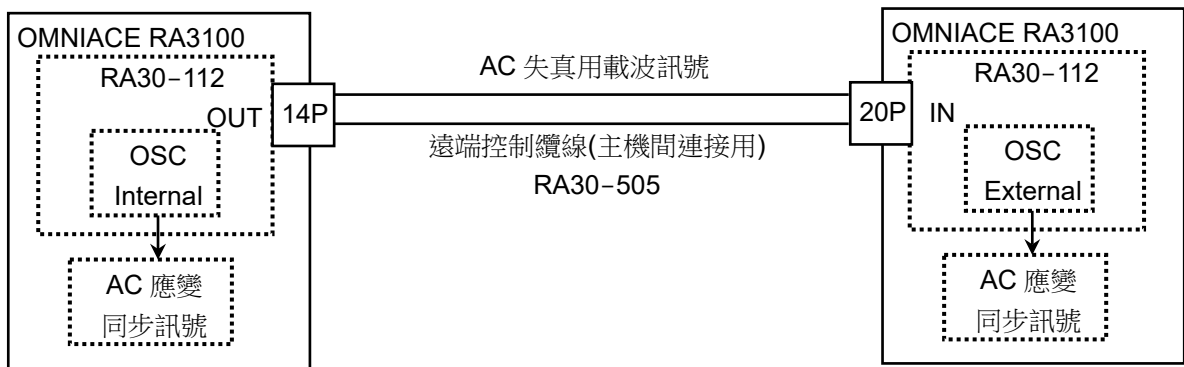 OMNIACE RA3100
RA30-112
OUT
14P
OSC
Internal
AC 應變
同步訊號
AC 失真用載波訊號
遠端控制纜線(主機間連接用)
RA30-505
OMNIACE RA3100
RA30-112
20P
IN
OSC
External
AC 應變
同步訊號